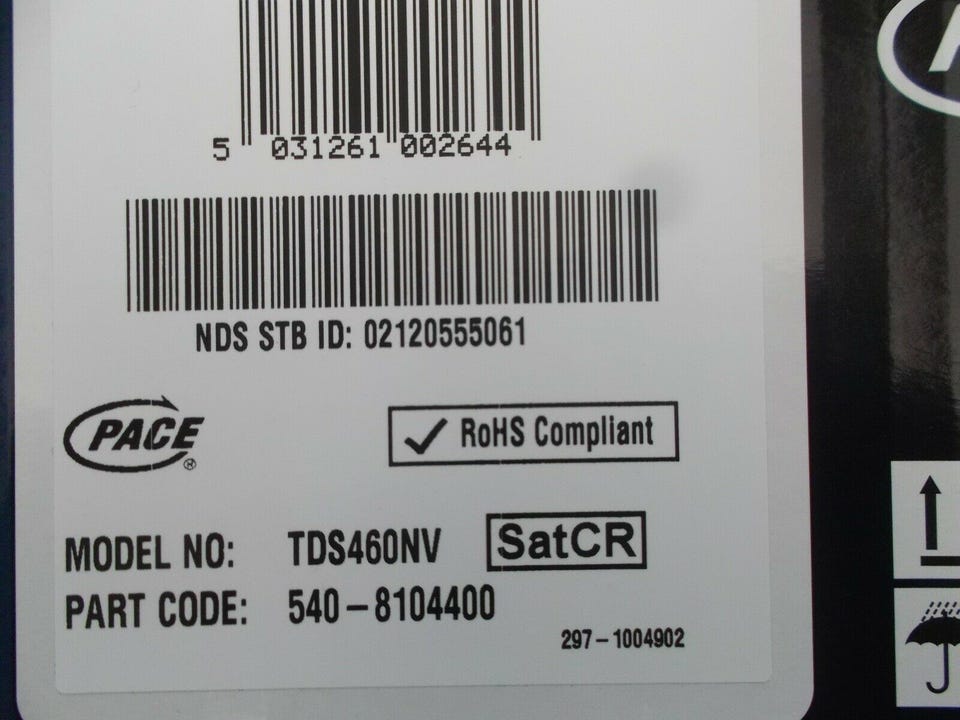 5 031261 002644
NDS STB ID: 02120555061
PACE ®
RoHS Compliant
MODEL NO: TDS460NV SatCR
PART CODE: 540-8104400
297-1004902